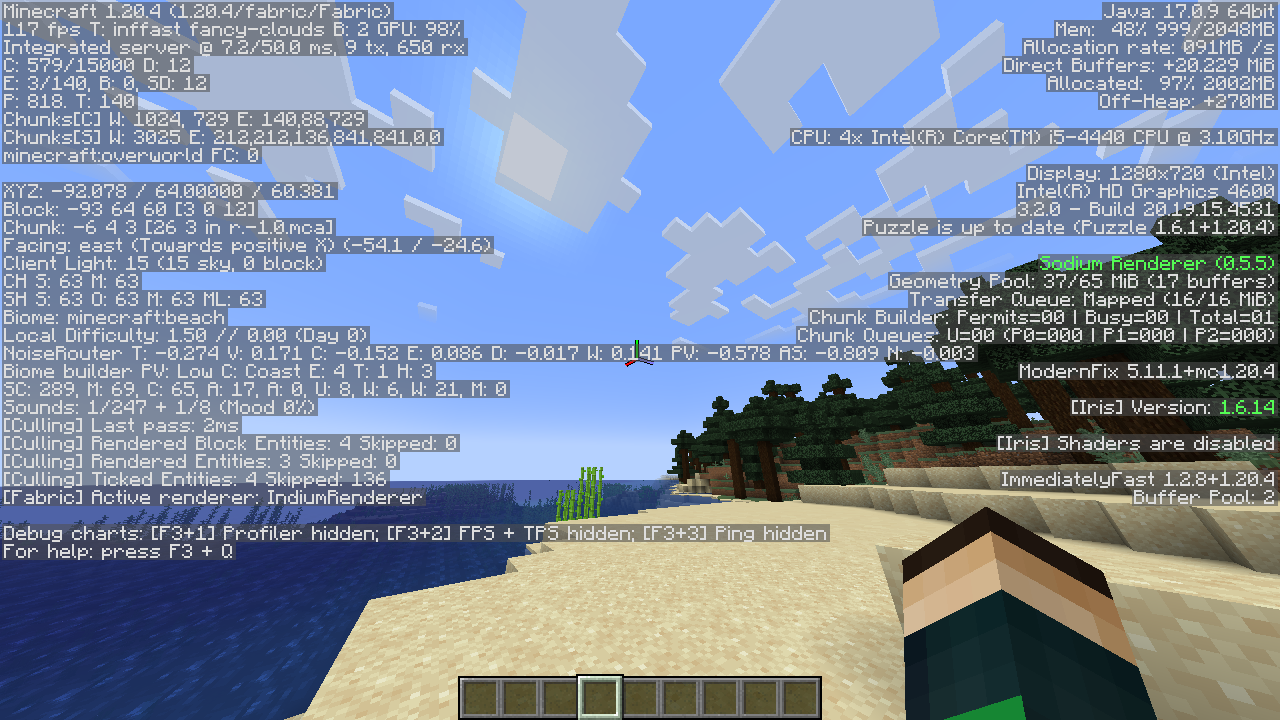 Minecraft 1.20.4 (1.20.4/fabric/Fabric)
117 fps T: inffast fancy-clouds B: 2 GPU: 98%
Integrated server @ 7.2/50.0 ms, 9 tx, 650 rx
C: 579/15000 D: 12
E: 3/140, B: 0, SD: 12
P: 818. T: 140
Chunks[C] W: 1024, 729 E: 140,88,729
Chunks[S] W: 3025 E: 212,212,136,841,841,0,0
minecraft:overworld FC: 0
XYZ: -92.078 / 64.00000 / 60.381
Block: -93 64 60 [3 0 12]
Chunk: -6 4 3 [26 3 in r.-1.0.mca]
Facing: east (Towards positive X) (-54.1 / -24.6)
Client Light: 15 (15 sky, 0 block)
CH S: 63 M: 63
SH S: 63 O: 63 M: 63 ML: 63
Biome: minecraft:beach
Local Difficulty: 1.50 // 0.00 (Day 0)
NoiseRouter T: -0.274 V: 0.171 C: -0.152 E: 0.086 D: -0.017 W: 0.141 PV: -0.578 AS: -0.809 N: -0.003
Biome builder PV: Low C: Coast E: 4 T: 1 H: 3
SC: 289, M: 69, C: 65, A: 17, A: 0, U: 8, W: 6, W: 21, M: 0
Sounds: 1/247 + 1/8 (Mood 0%)
[Culling] Last pass: 2ms
[Culling] Rendered Block Entities: 4 Skipped: 0
[Culling] Rendered Entities: 3 Skipped: 0
[Culling] Ticked Entities: 4 Skipped: 136
[Fabric] Active renderer: IndiumRenderer
Debug charts: [F3+1] Profiler hidden; [F3+2] FPS + TPS hidden; [F3+3] Ping hidden
For help: press F3 + Q
Java: 17.0.9 64bit
Mem: 48% 999/2048MB
Allocation rate: 091MB /s
Direct Buffers: +20.229 MiB
Allocated: 97% 2002MB
Off-Heap: +270MB
CPU: 4x Intel(R) Core(TM) i5-4440 CPU @ 3.10GHz
Display: 1280x720 (Intel)
Intel(R) HD Graphics 4600
3.2.0 - Build 20.19.15.4531
Puzzle is up to date (Puzzle 1.6.1+1.20.4)
Sodium Renderer (0.5.5)
Geometry Pool: 37/65 MiB (17 buffers)
Transfer Queue: Mapped (16/16 MiB)
Chunk Builder: Permits=00 | Busy=00 | Total=01
Chunk Queues: U=00 (P0=000 | P1=000 | P2=000)
ModernFix 5.11.1+mc1.20.4
[Iris] Version: 1.6.14
[Iris] Shaders are disabled
ImmediatelyFast 1.2.8+1.20.4
Buffer Pool: 2